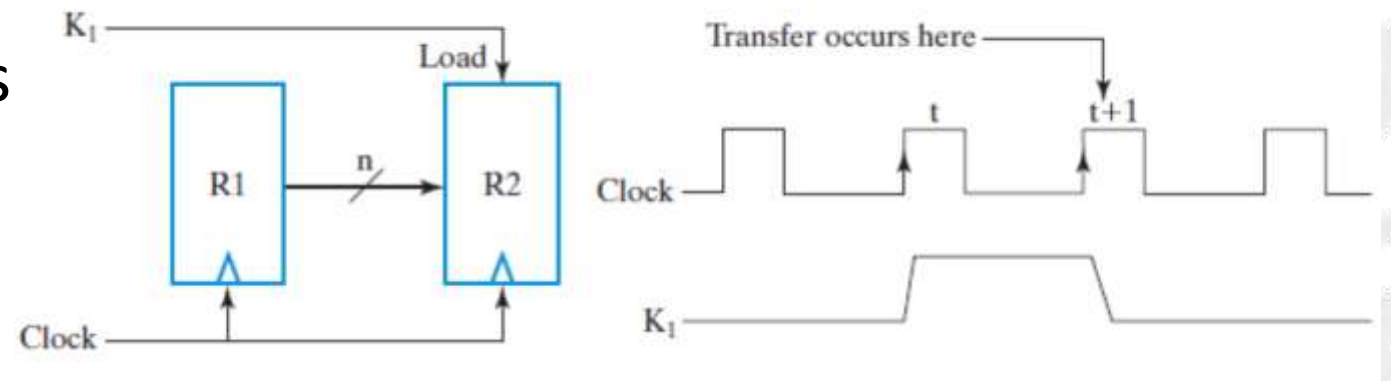 K₁
Load
s
R1
n
R2
Clock
Transfer occurs here
t
t+1
Clock
K₁